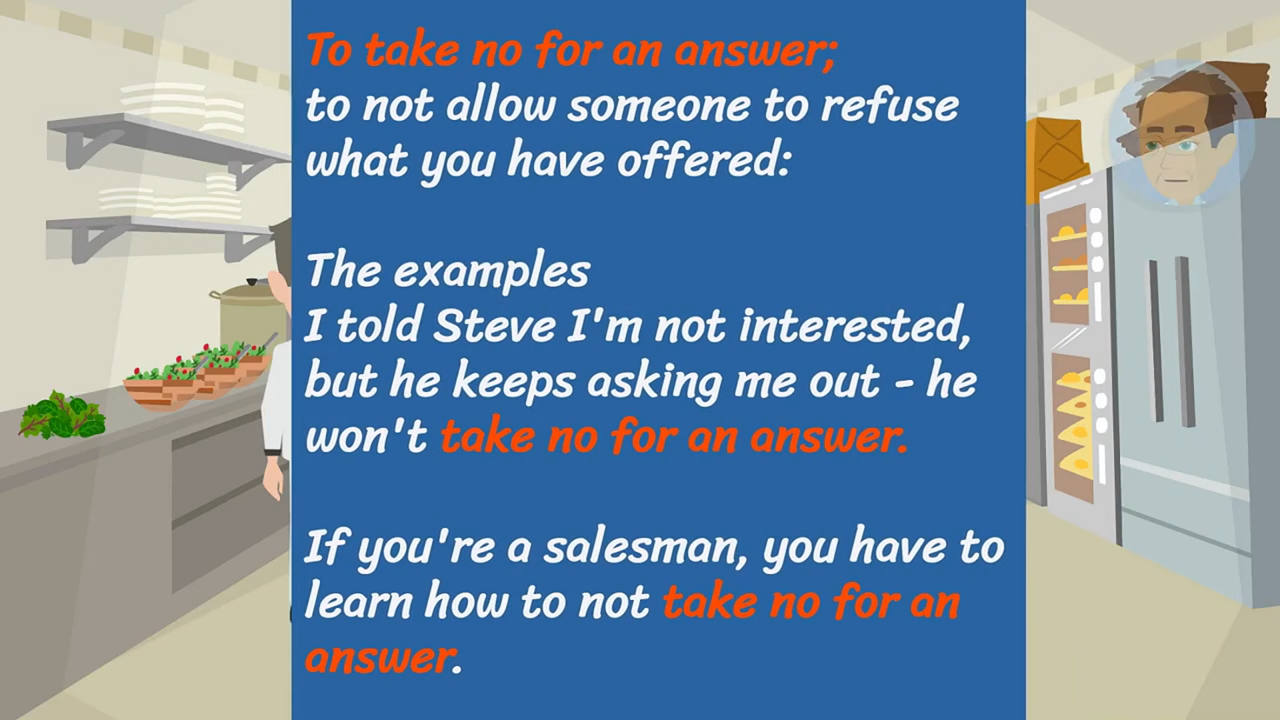 To take no for an answer;
to not allow someone to refuse
what you have offered:
The examples
I told Steve I'm not interested,
but he keeps asking me out - he
won't take no for an answer.
If you're a salesman, you have to
learn how to not take no for an
answer.